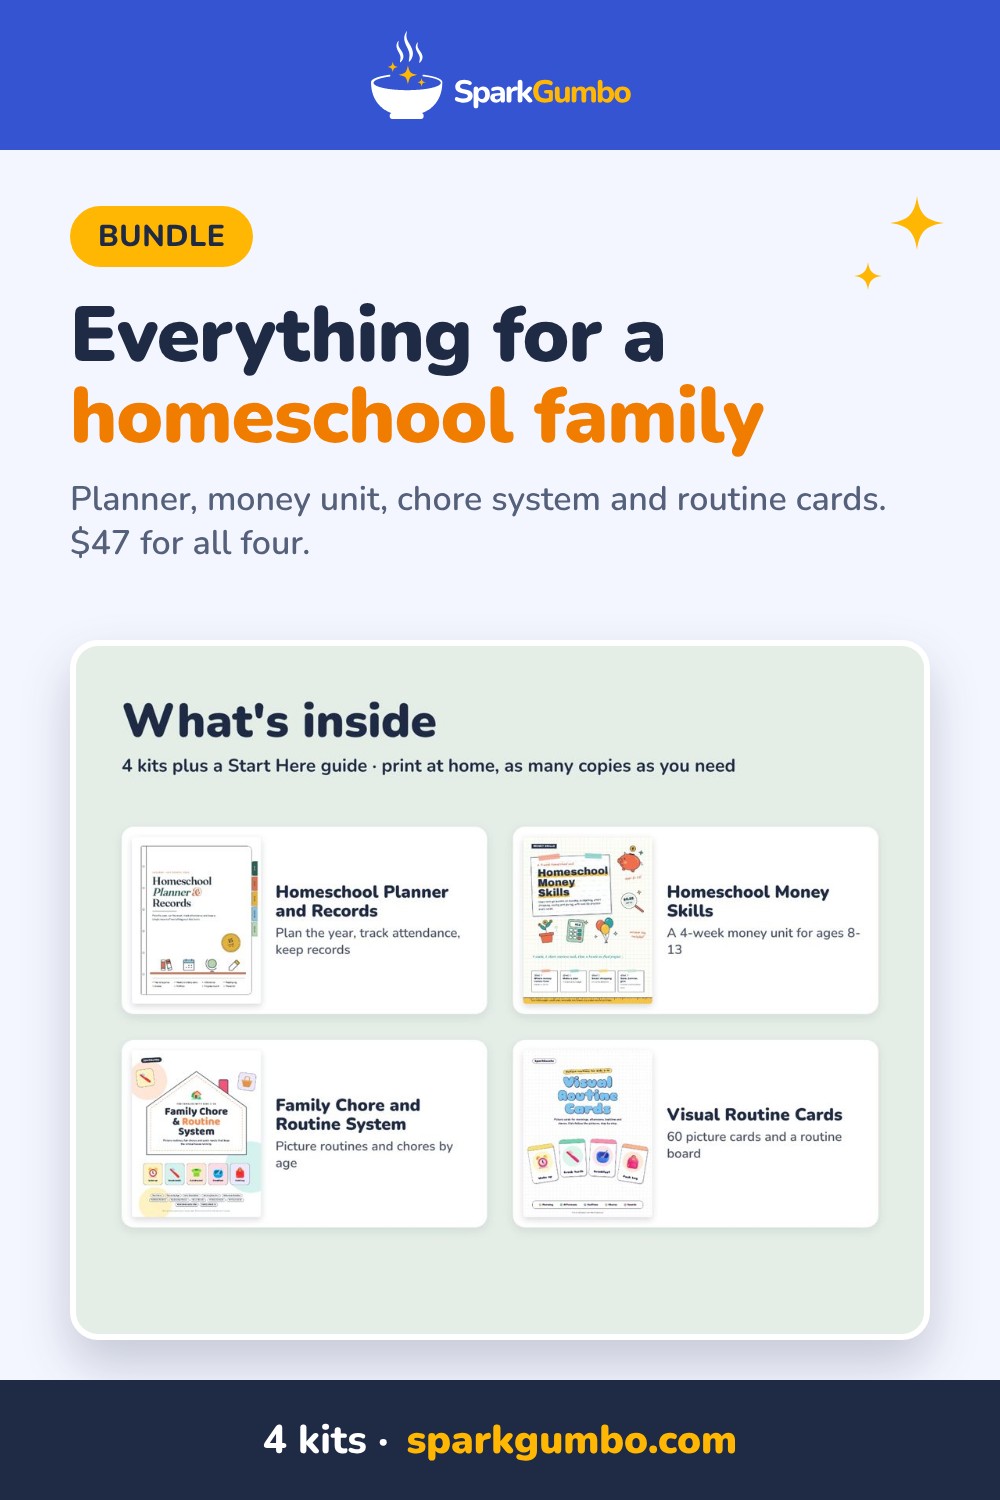 SparkGumbo
BUNDLE
Everything for a
homeschool family
Planner, money unit, chore system and routine cards.
$47 for all four.
What's inside
4 kits plus a Start Here guide · print at home, as many copies as you need
Homeschool
Planner &
Records
Homeschool Planner
and Records
Plan the year, track attendance,
keep records
Homeschool
Money
Skills
Homeschool Money
Skills
A 4-week money unit for ages 8-
13
Family Chore
& Routine
System
Family Chore and
Routine System
Picture routines and chores by
age
Visual
Routine
Cards
Visual Routine Cards
60 picture cards and a routine
board
4 kits · sparkgumbo.com